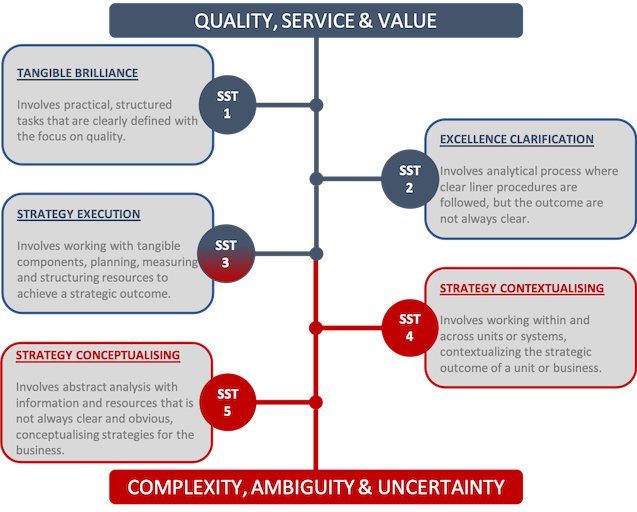 QUALITY, SERVICE & VALUE
TANGIBLE BRILLIANCE
Involves practical, structured
tasks that are clearly defined with
the focus on quality.
SST
1
EXCELLENCE CLARIFICATION
Involves analytical process where
clear liner procedures are
followed, but the outcome are
not always clear.
SST
2
STRATEGY EXECUTION
Involves working with tangible
components, planning, measuring
and structuring resources to
achieve a strategic outcome.
SST
3
STRATEGY CONTEXTUALISING
Involves working within and
across units or systems,
contextualizing the strategic
outcome of a unit or business.
SST
4
STRATEGY CONCEPTUALISING
Involves abstract analysis with
information and resources that is
not always clear and obvious,
conceptualising strategies for the
business.
SST
5
COMPLEXITY, AMBIGUITY & UNCERTAINTY